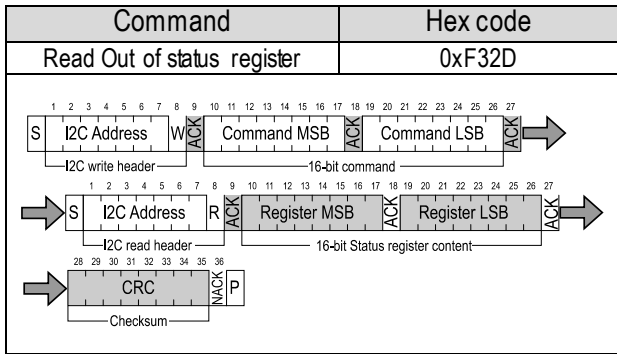 Command Hex code
Read Out of status register 0xF32D
1 2 3 4 5 6 7 8 9 10 11 12 13 14 15 16 17 18 19 20 21 22 23 24 25 26 27
S I2C Address W ACK Command MSB ACK Command LSB ACK
I2C write header 16-bit command
1 2 3 4 5 6 7 8 9 10 11 12 13 14 15 16 17 18 19 20 21 22 23 24 25 26 27
S I2C Address R ACK Register MSB ACK Register LSB ACK
I2C read header 16-bit Status register content
28 29 30 31 32 33 34 35 36
CRC NACK P
Checksum